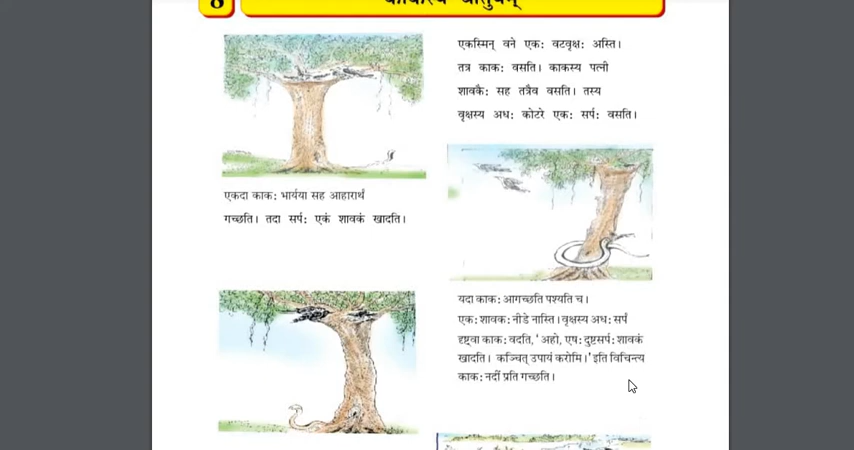 8
एकस्मिन् वने एक: वटवृक्ष: अस्ति।
तत्र काक: वसति। काकस्य पत्नी
शावकै: सह तत्रैव वसति। तस्य
वृक्षस्य अध: कोटरे एक: सर्प: वसति।
एकदा काक: भार्यया सह आहारार्थं
गच्छति। तदा सर्प: एकं शावकं खादति।
यदा काक: आगच्छति पश्यति च।
एक: शावक: नीडे नास्ति। वृक्षस्य अध: सर्पं
दृष्ट्वा काक: वदति, 'अहो, एष: दुष्टसर्प: शावकं
खादति। कञ्चित् उपायं करोमि।' इति विचिन्त्य
काक: नदीं प्रति गच्छति।